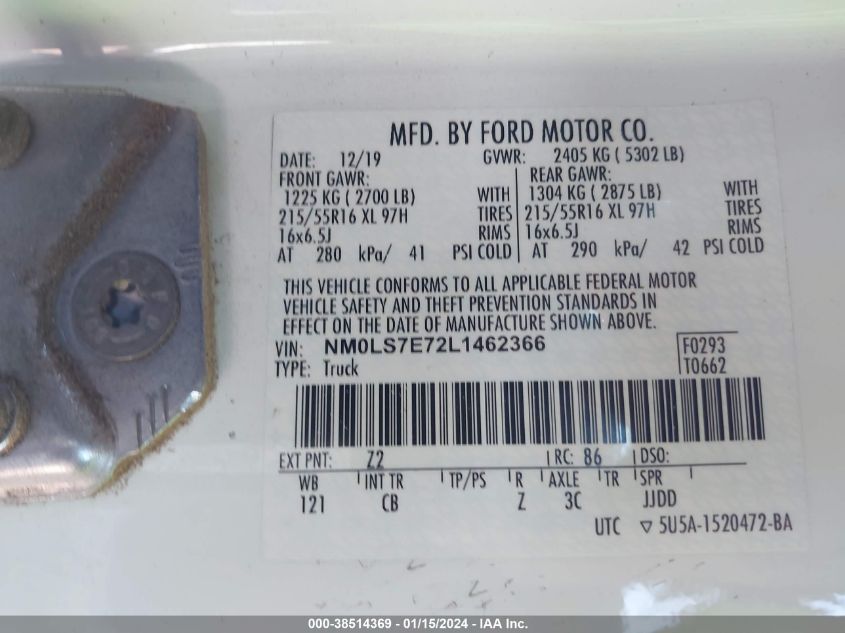 MFD. BY FORD MOTOR CO.
DATE: 12/19 GVWR: 2405 KG ( 5302 LB)
FRONT GAWR: REAR GAWR:
1225 KG ( 2700 LB) WITH 1304 KG ( 2875 LB) WITH
215/55R16 XL 97H TIRES 215/55R16 XL 97H TIRES
16x6.5J RIMS 16x6.5J RIMS
AT 280 kPa/ 41 PSI COLD AT 290 kPa/ 42 PSI COLD
THIS VEHICLE CONFORMS TO ALL APPLICABLE FEDERAL MOTOR
VEHICLE SAFETY AND THEFT PREVENTION STANDARDS IN
EFFECT ON THE DATE OF MANUFACTURE SHOWN ABOVE.
VIN: NM0LS7E72L1462366 F0293
TYPE: Truck T0662
EXT PNT: Z2 RC: 86 DSO:
WB INT TR TP/PS R AXLE TR SPR
121 CB Z 3C JJDD
UTC ▽ 5U5A-1520472-BA
000-38514369 - 01/15/2024 - IAA Inc.